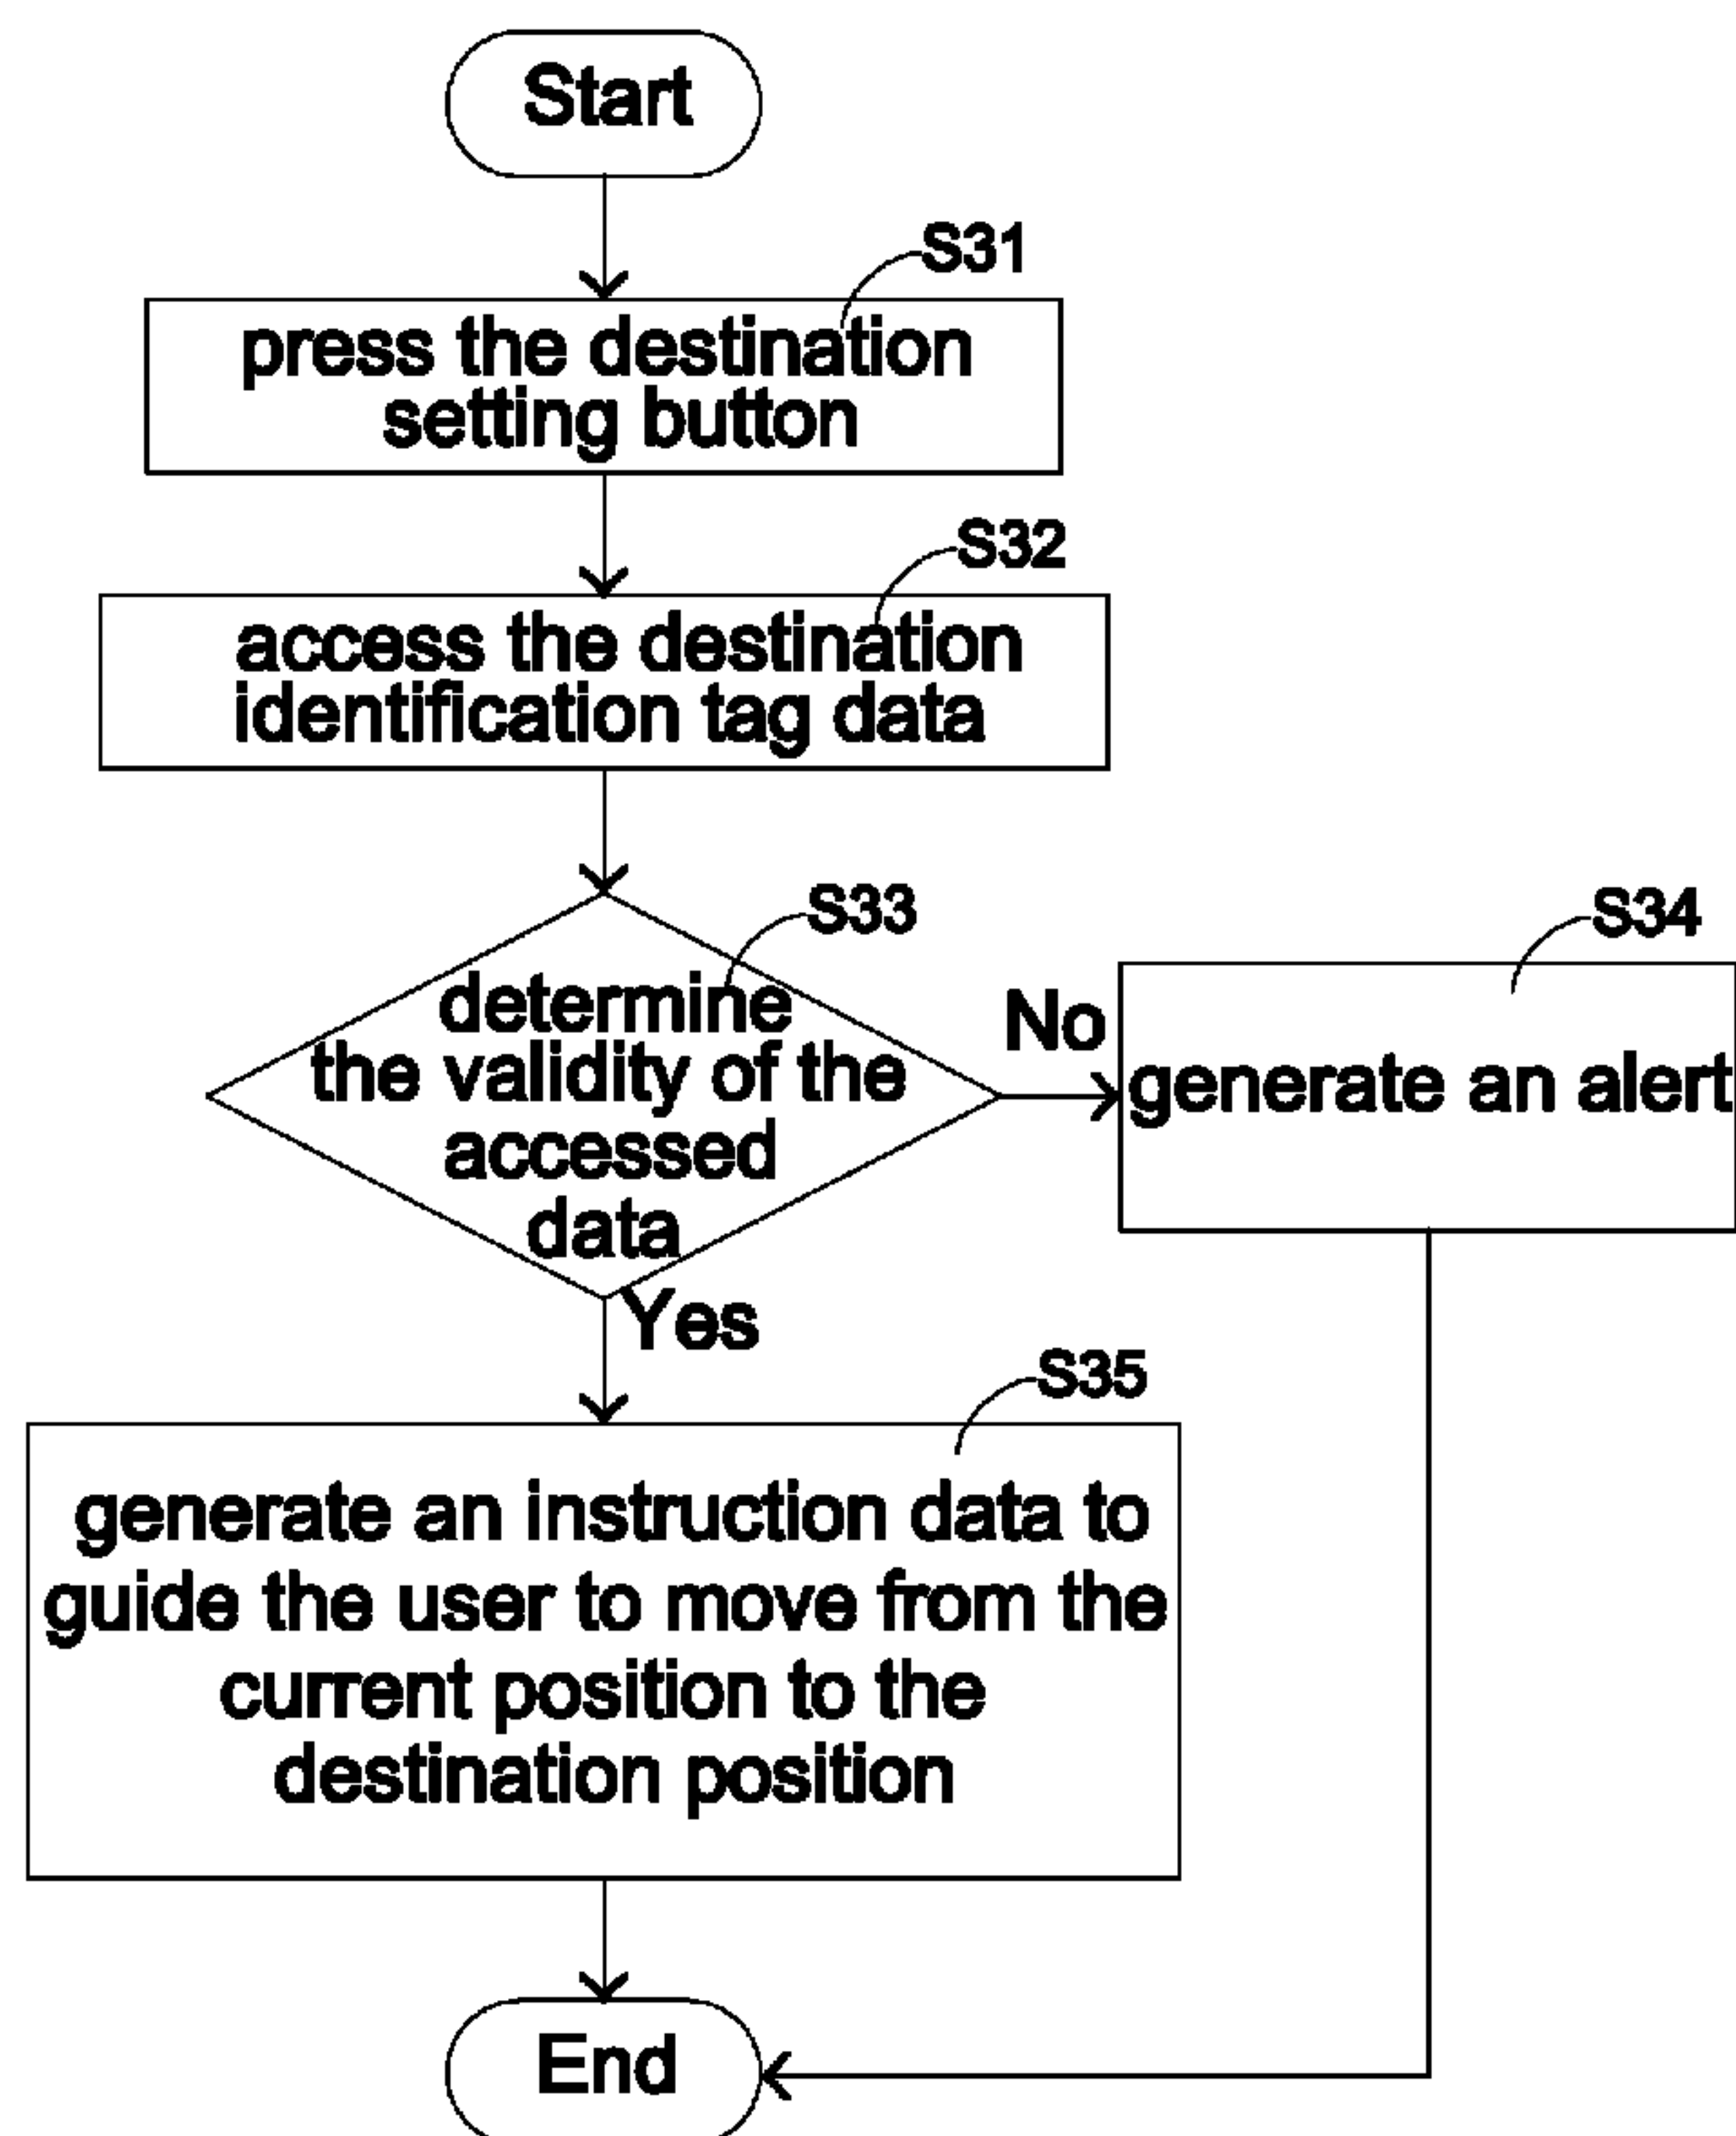 Start
S31
press the destination
setting button
S32
access the destination
identification tag data
S33
determine
the validity of the
accessed
data
No
S34
generate an alert
Yes
S35
generate an instruction data to
guide the user to move from the
current position to the
destination position
End